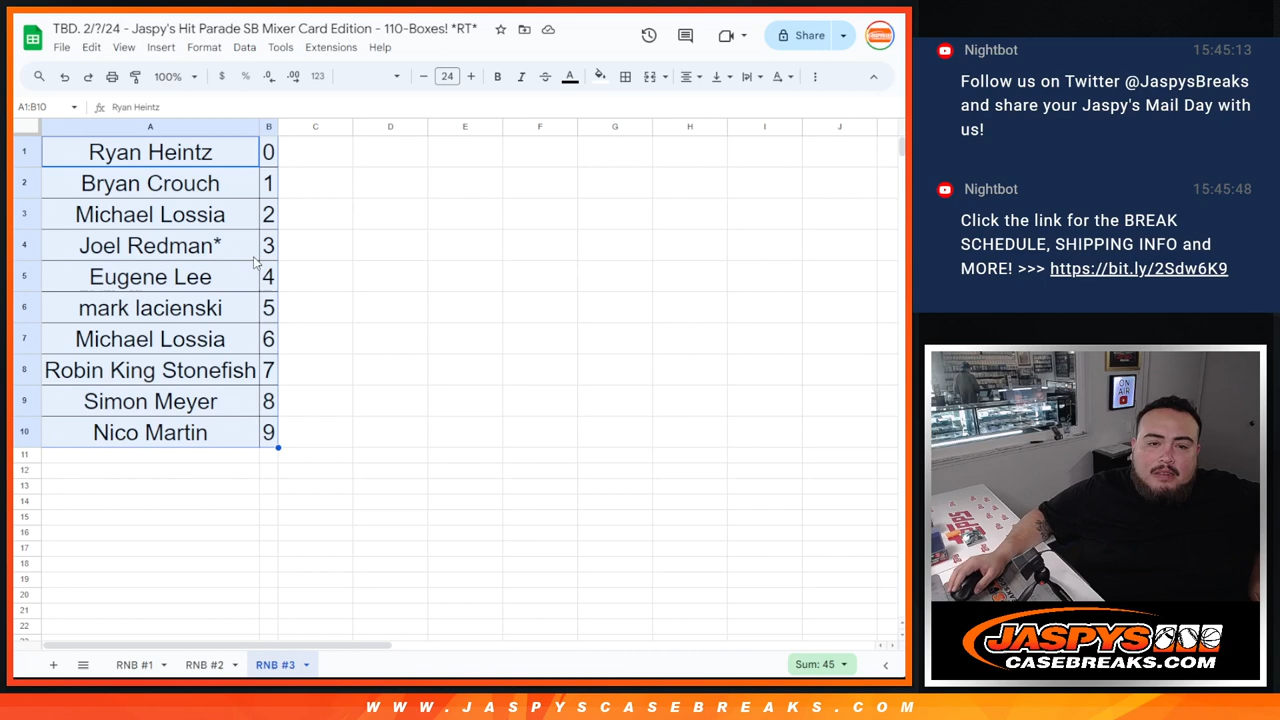 TBD. 2/?/24 - Jaspy's Hit Parade SB Mixer Card Edition - 110-Boxes! *RT*
File Edit View Insert Format Data Tools Extensions Help
Share
100% $ % .0 .00 123 24 B I A
A1:B10 fx Ryan Heintz
A B C D E F G H I J
1 Ryan Heintz 0
2 Bryan Crouch 1
3 Michael Lossia 2
4 Joel Redman* 3
5 Eugene Lee 4
6 mark lacienski 5
7 Michael Lossia 6
8 Robin King Stonefish 7
9 Simon Meyer 8
10 Nico Martin 9
11
12
13
14
15
16
17
18
19
20
21
22
RNB #1 RNB #2 RNB #3 Sum: 45
Nightbot 15:45:13
Follow us on Twitter @JaspysBreaks
and share your Jaspy's Mail Day with
us!
Nightbot 15:45:48
Click the link for the BREAK
SCHEDULE, SHIPPING INFO and
MORE! >>> https://bit.ly/2Sdw6K9
ON
AIR
JASPYS
CASEBREAKS.COM
WWW.JASPYSCASEBREAKS.COM